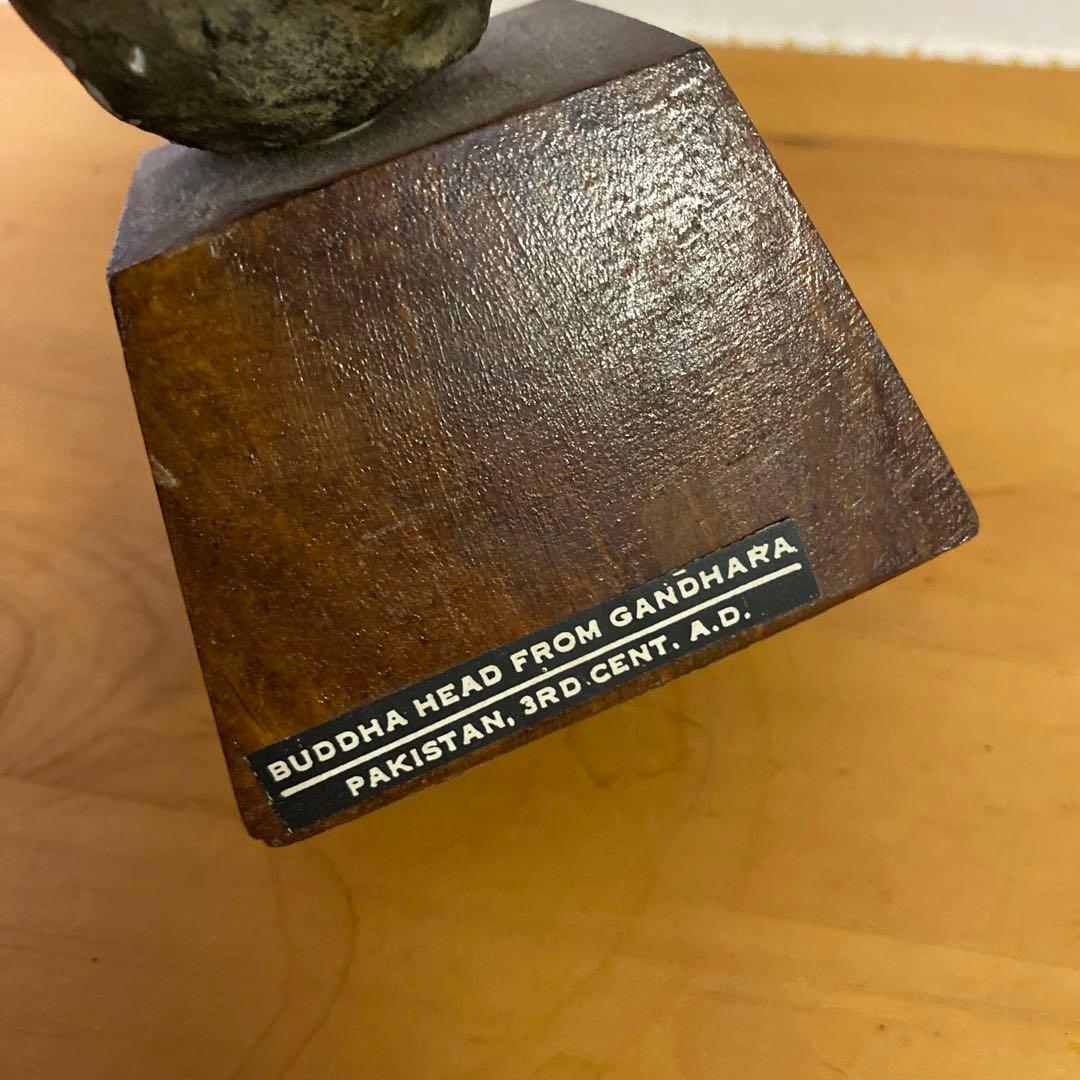 BUDDHA HEAD FROM GANDHARA
PAKISTAN, 3RD.CENT. A.D.